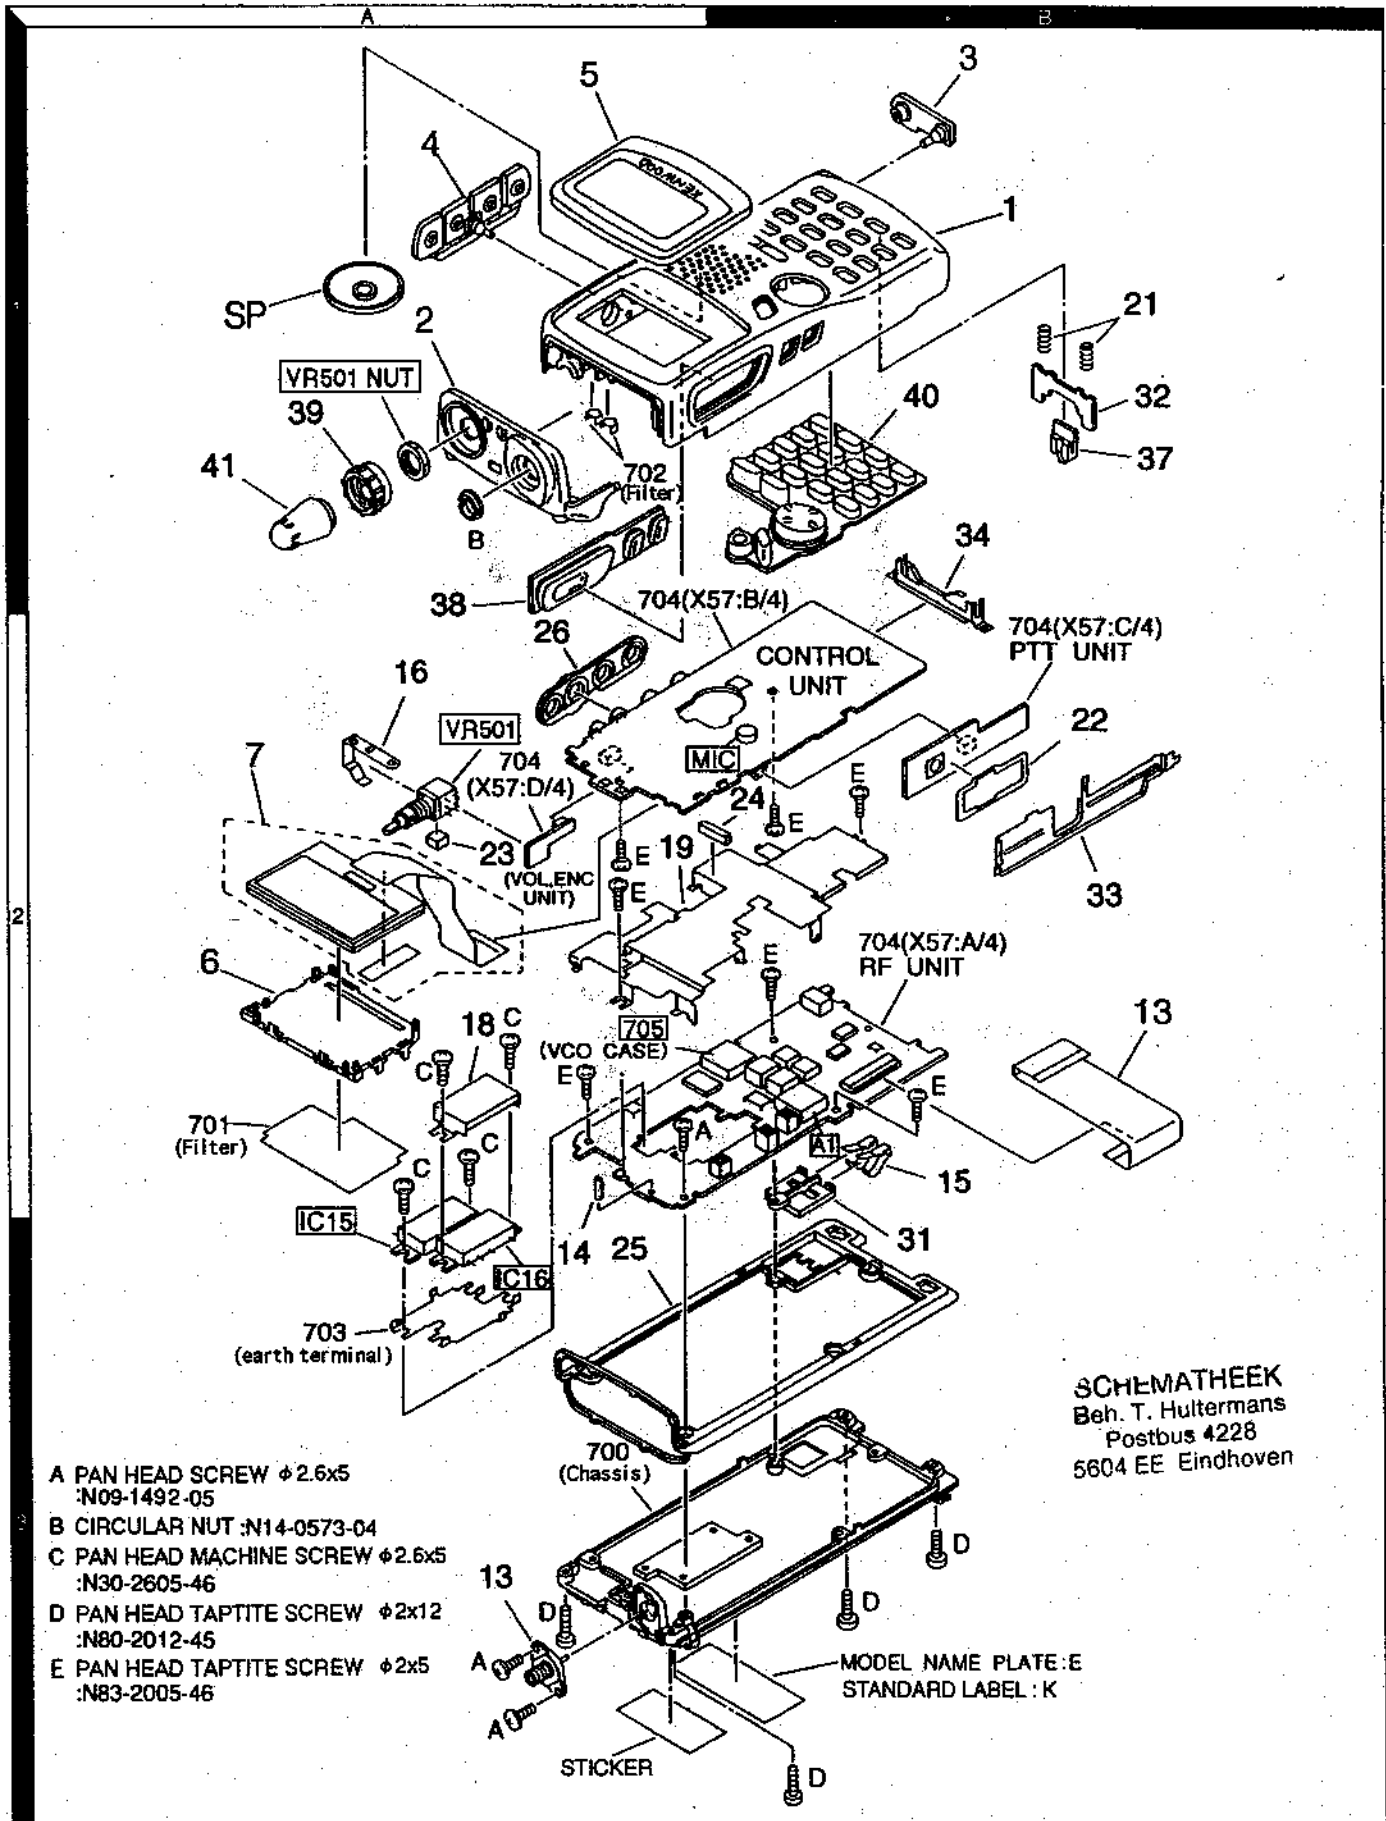 A
B
5
3
4
KENWOOD
1
SP
2
21
VR501 NUT
32
39
40
37
41
702
(Filter)
B
34
38
704(X57:B/4)
704(X57:C/4)
PTT UNIT
26
CONTROL
UNIT
16
22
VR501
7
704
(X57:D/4)
MIC
E
24
E
23
19
E
(VOL.ENC
UNIT)
E
33
2
704(X57:A/4)
RF UNIT
E
6
18
C
705
(VCO CASE)
13
C
E
E
701
(Filter)
C
A
A1
15
C
IC15
14
25
31
IC16
703
(earth terminal)
SCHEMATHEEK
Beh. T. Hultermans
Postbus 4228
5604 EE Eindhoven
700
(Chassis)
A PAN HEAD SCREW φ2.6x5
:N09-1492-05
B CIRCULAR NUT :N14-0573-04
C PAN HEAD MACHINE SCREW φ2.6x5
:N30-2605-46
D PAN HEAD TAPTITE SCREW φ2x12
:N80-2012-45
E PAN HEAD TAPTITE SCREW φ2x5
:N83-2005-46
13
D
D
D
A
MODEL NAME PLATE:E
STANDARD LABEL:K
A
STICKER
D